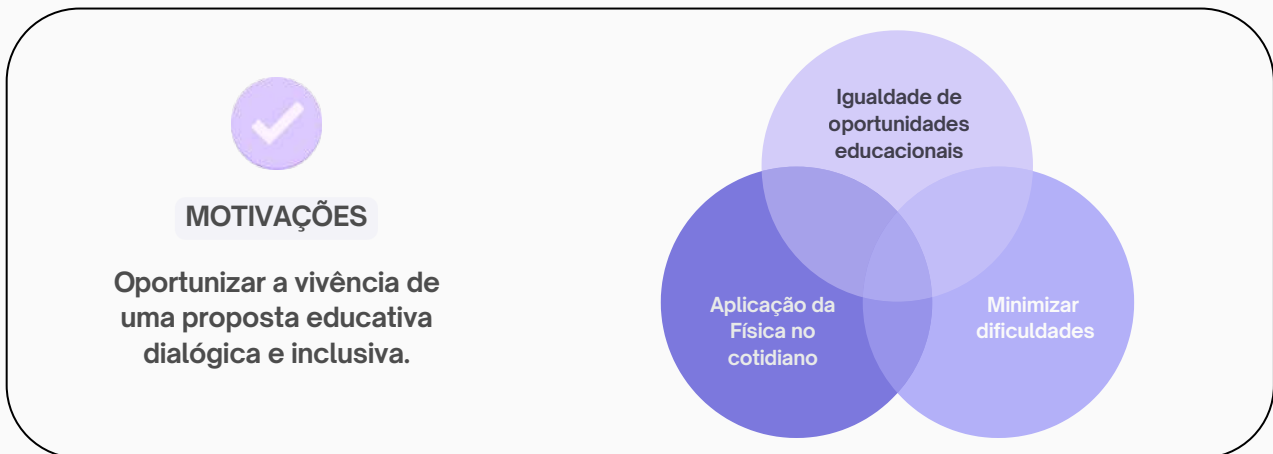 MOTIVAÇÕES
Oportunizar a vivência de
uma proposta educativa
dialógica e inclusiva.
Igualdade de
oportunidades
educacionais
Aplicação da
Física no
cotidiano
Minimizar
dificuldades